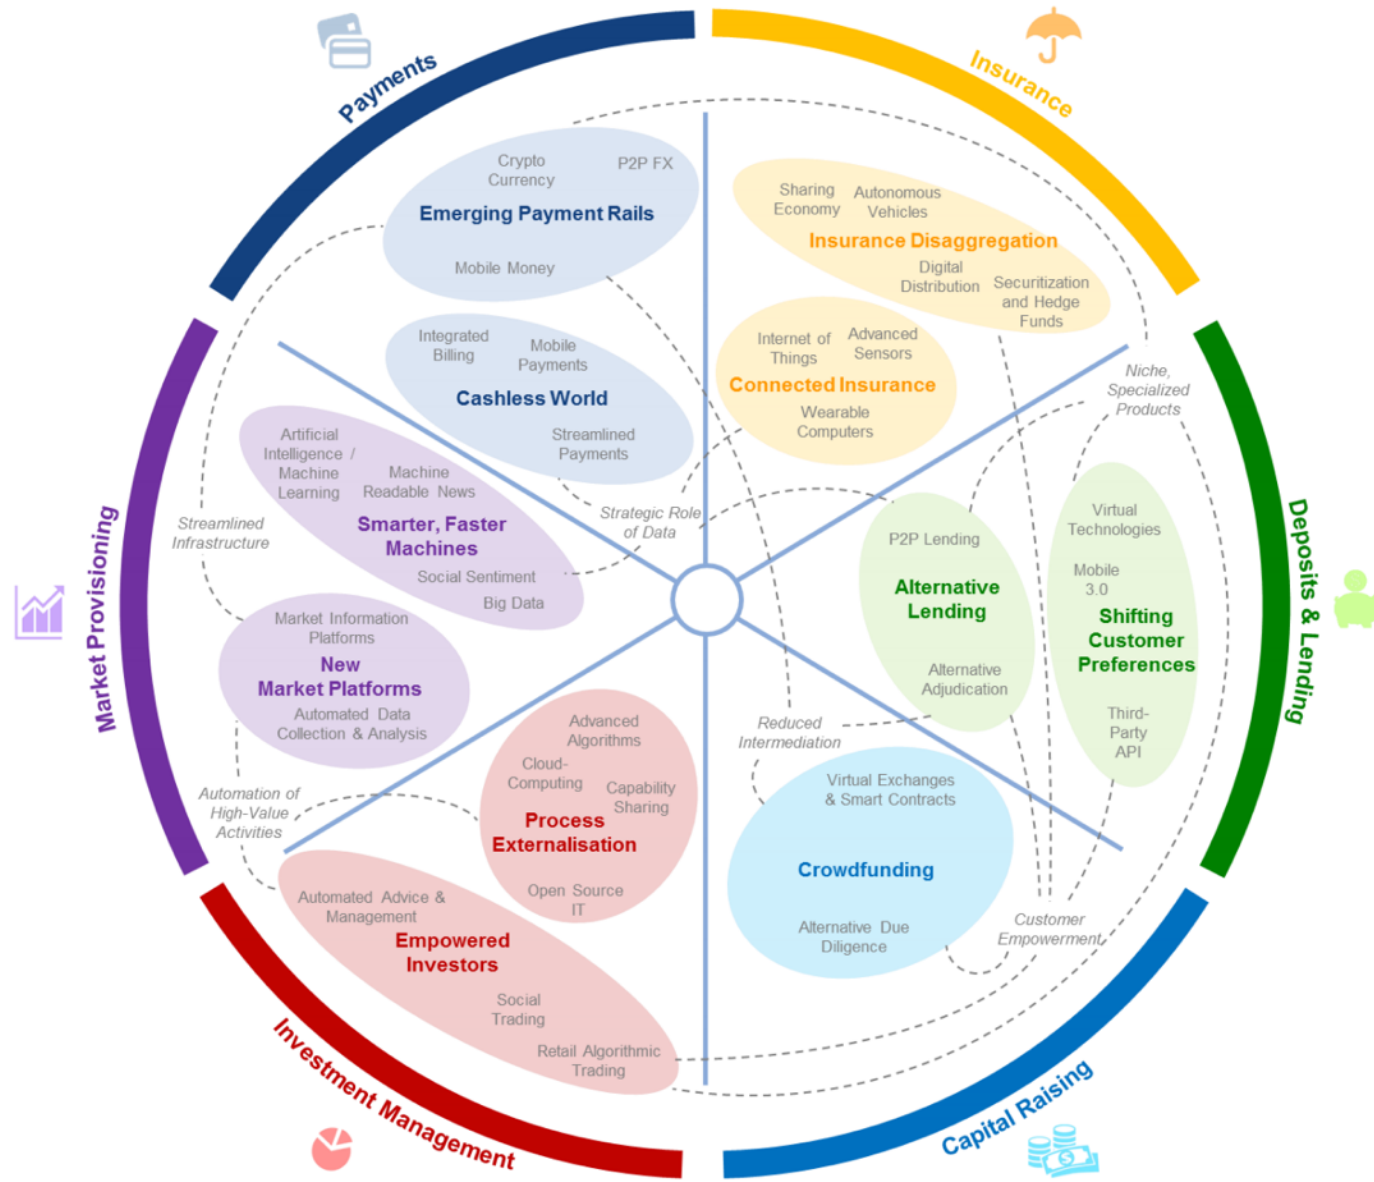 Payments
Crypto
Currency
P2P FX
Emerging Payment Rails
Mobile Money
Integrated
Billing
Mobile
Payments
Cashless World
Streamlined
Payments
Insurance
Sharing
Economy
Autonomous
Vehicles
Insurance Disaggregation
Digital
Distribution
Securitization
and Hedge
Funds
Internet of
Things
Advanced
Sensors
Connected Insurance
Wearable
Computers
Niche,
Specialized
Products
Deposits & Lending
P2P Lending
Alternative
Lending
Alternative
Adjudication
Virtual
Technologies
Mobile
3.0
Shifting
Customer
Preferences
Third-
Party
API
Strategic Role
of Data
Market Provisioning
Artificial
Intelligence /
Machine
Learning
Machine
Readable News
Smarter, Faster
Machines
Social Sentiment
Big Data
Streamlined
Infrastructure
Market Information
Platforms
New
Market Platforms
Automated Data
Collection & Analysis
Automation of
High-Value
Activities
Investment Management
Advanced
Algorithms
Cloud-
Computing
Capability
Sharing
Process
Externalisation
Open Source
IT
Automated Advice &
Management
Empowered
Investors
Social
Trading
Retail Algorithmic
Trading
Reduced
Intermediation
Capital Raising
Virtual Exchanges
& Smart Contracts
Crowdfunding
Alternative Due
Diligence
Customer
Empowerment
$